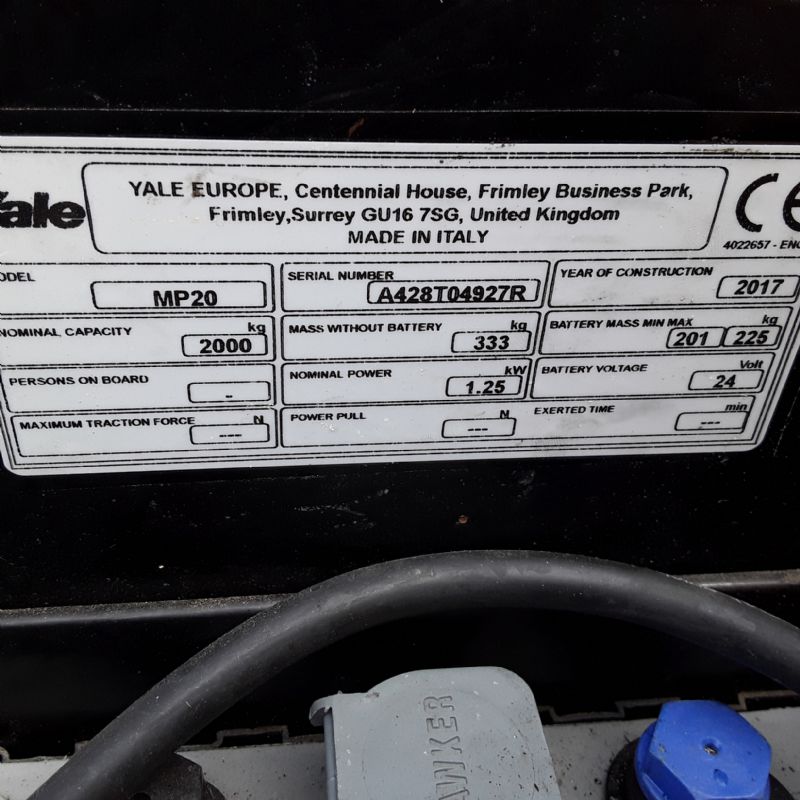 Yale
YALE EUROPE, Centennial House, Frimley Business Park,
Frimley,Surrey GU16 7SG, United Kingdom
MADE IN ITALY
CE
4022657 - ENG
MODEL MP20
SERIAL NUMBER A428T04927R
YEAR OF CONSTRUCTION 2017
NOMINAL CAPACITY kg 2000
MASS WITHOUT BATTERY kg 333
BATTERY MASS MIN MAX kg 201 225
PERSONS ON BOARD -
NOMINAL POWER kW 1.25
BATTERY VOLTAGE Volt 24
MAXIMUM TRACTION FORCE N ---
POWER PULL N ---
EXERTED TIME min ---
AWKER